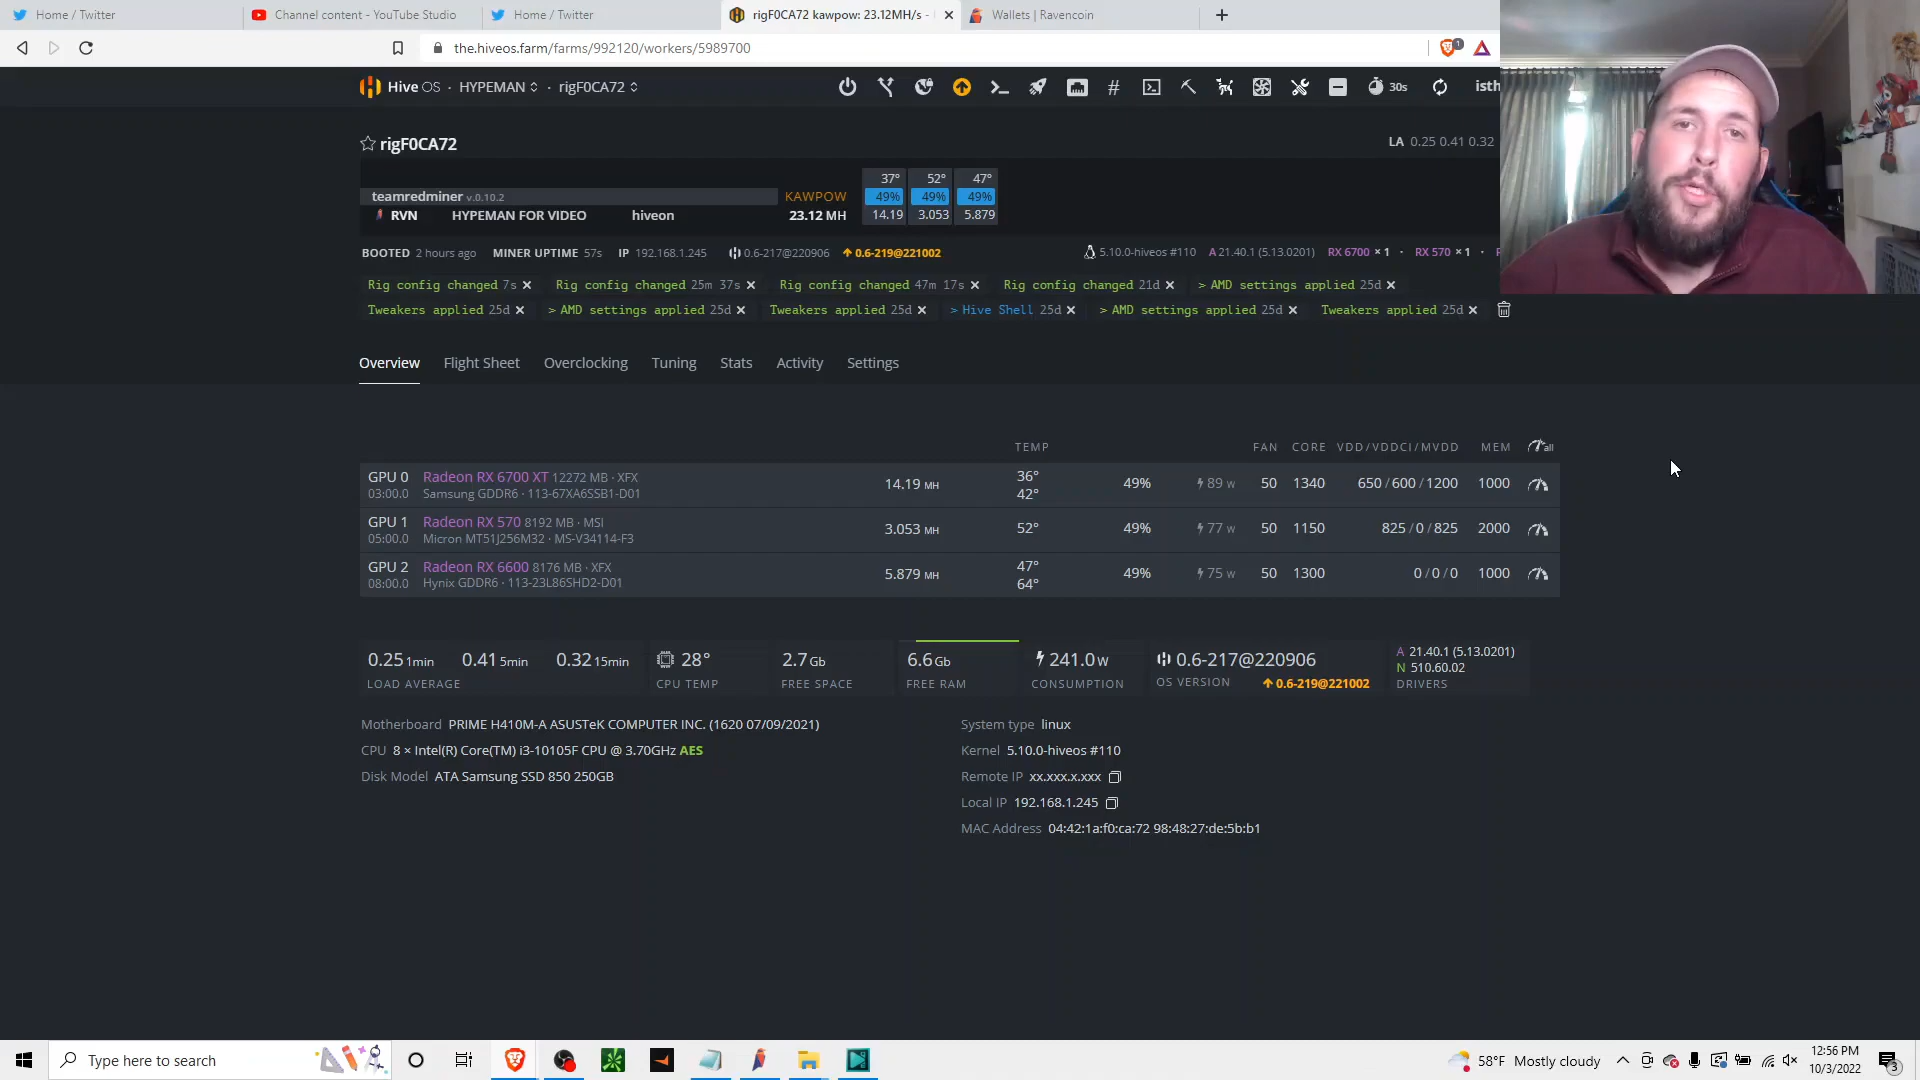 Home / Twitter
Channel content - YouTube Studio
Home / Twitter
rigF0CA72 kawpow: 23.12MH/s -
Wallets | Ravencoin
the.hiveos.farm/farms/992120/workers/5989700
1
Hive OS · HYPEMAN · rigF0CA72
30s
isth
rigF0CA72
LA 0.25 0.41 0.32
37° 52° 47°
teamredminer v.0.10.2 KAWPOW 49% 49% 49%
RVN HYPEMAN FOR VIDEO hiveon 23.12 MH 14.19 3.053 5.879
BOOTED 2 hours ago MINER UPTIME 57s IP 192.168.1.245 0.6-217@220906 0.6-219@221002 5.10.0-hiveos #110 A 21.40.1 (5.13.0201) RX 6700 × 1 · RX 570 × 1 ·
Rig config changed 7s × Rig config changed 25m 37s × Rig config changed 47m 17s × Rig config changed 21d × > AMD settings applied 25d ×
Tweakers applied 25d × > AMD settings applied 25d × Tweakers applied 25d × > Hive Shell 25d × > AMD settings applied 25d × Tweakers applied 25d ×
Overview Flight Sheet Overclocking Tuning Stats Activity Settings
TEMP FAN CORE VDD/VDDCI/MVDD MEM all
GPU 0 Radeon RX 6700 XT 12272 MB · XFX 14.19 MH 36° 49% 89 w 50 1340 650/600/1200 1000
03:00.0 Samsung GDDR6 · 113-67XA6SSB1-D01 42°
GPU 1 Radeon RX 570 8192 MB · MSI 3.053 MH 52° 49% 77 w 50 1150 825/0/825 2000
05:00.0 Micron MT51J256M32 · MS-V34114-F3
GPU 2 Radeon RX 6600 8176 MB · XFX 5.879 MH 47° 49% 75 w 50 1300 0/0/0 1000
08:00.0 Hynix GDDR6 · 113-23L86SHD2-D01 64°
0.25 1min 0.41 5min 0.32 15min 28° 2.7 Gb 6.6 Gb 241.0 w 0.6-217@220906 A 21.40.1 (5.13.0201)
N 510.60.02
LOAD AVERAGE CPU TEMP FREE SPACE FREE RAM CONSUMPTION OS VERSION 0.6-219@221002 DRIVERS
Motherboard PRIME H410M-A ASUSTeK COMPUTER INC. (1620 07/09/2021)
CPU 8 × Intel(R) Core(TM) i3-10105F CPU @ 3.70GHz AES
Disk Model ATA Samsung SSD 850 250GB
System type linux
Kernel 5.10.0-hiveos #110
Remote IP xx.xxx.x.xxx
Local IP 192.168.1.245
MAC Address 04:42:1a:f0:ca:72 98:48:27:de:5b:b1
Type here to search
58°F Mostly cloudy
12:56 PM
10/3/2022
3